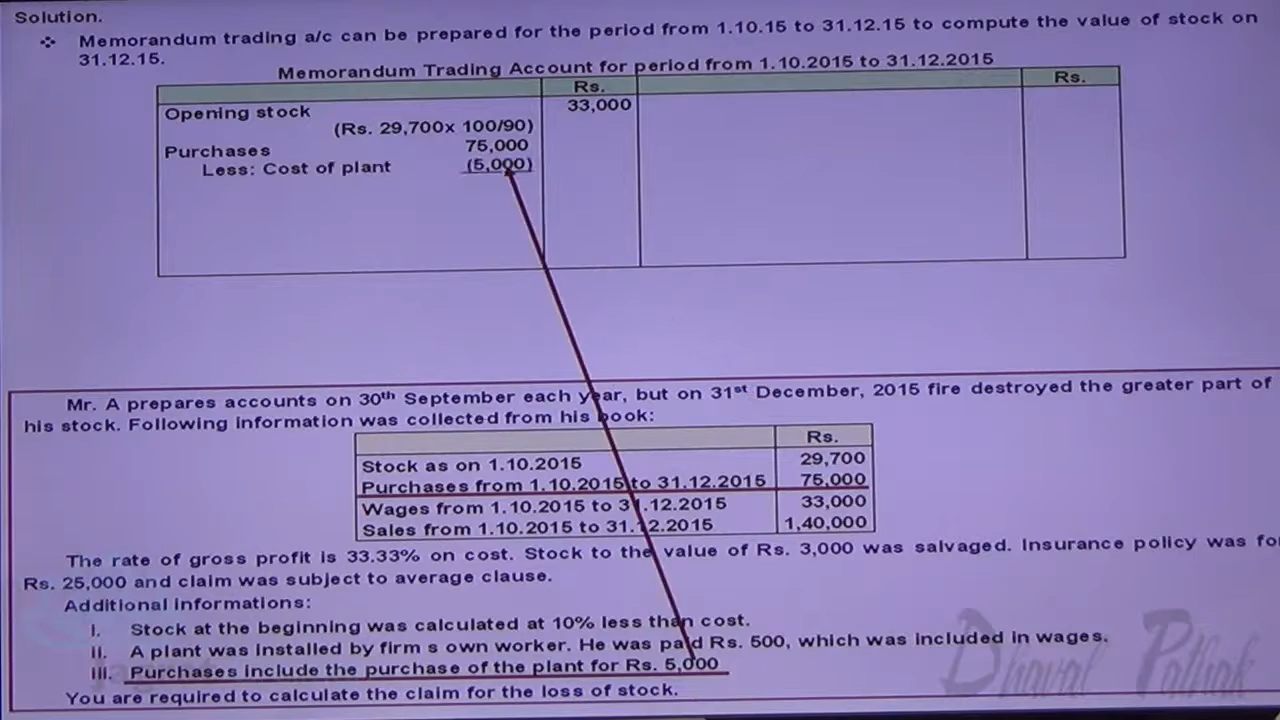 Solution.
❖ Memorandum trading a/c can be prepared for the period from 1.10.15 to 31.12.15 to compute the value of stock on
31.12.15.
Memorandum Trading Account for period from 1.10.2015 to 31.12.2015
Rs. Rs.
Opening stock 33,000
(Rs. 29,700x 100/90)
Purchases 75,000
Less: Cost of plant (5,000)
Mr. A prepares accounts on 30th September each year, but on 31st December, 2015 fire destroyed the greater part of
his stock. Following information was collected from his book:
Rs.
Stock as on 1.10.2015 29,700
Purchases from 1.10.2015 to 31.12.2015 75,000
Wages from 1.10.2015 to 31.12.2015 33,000
Sales from 1.10.2015 to 31.12.2015 1,40,000
The rate of gross profit is 33.33% on cost. Stock to the value of Rs. 3,000 was salvaged. Insurance policy was fo
Rs. 25,000 and claim was subject to average clause.
Additional informations:
I. Stock at the beginning was calculated at 10% less than cost.
II. A plant was installed by firm s own worker. He was paid Rs. 500, which was included in wages.
III. Purchases include the purchase of the plant for Rs. 5,000
You are required to calculate the claim for the loss of stock.
Dhaval Pathak